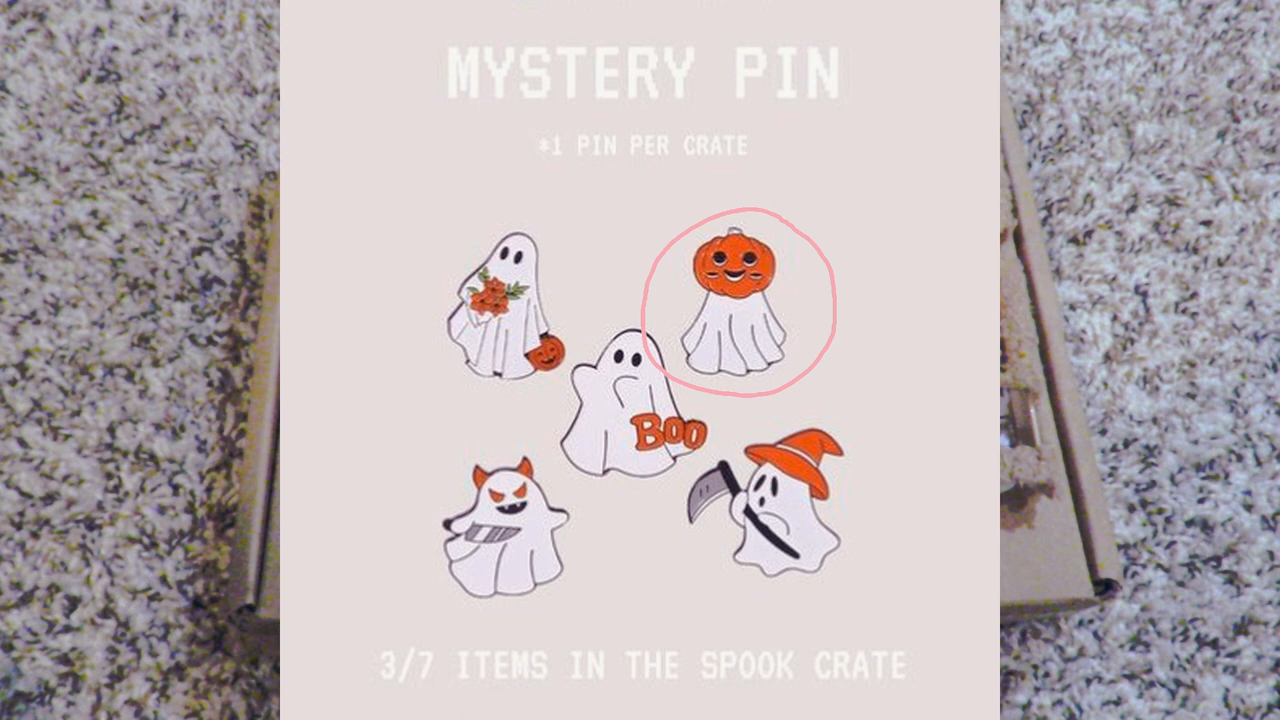 MYSTERY PIN
*1 PIN PER CRATE
BOO
3/7 ITEMS IN THE SPOOK CRATE